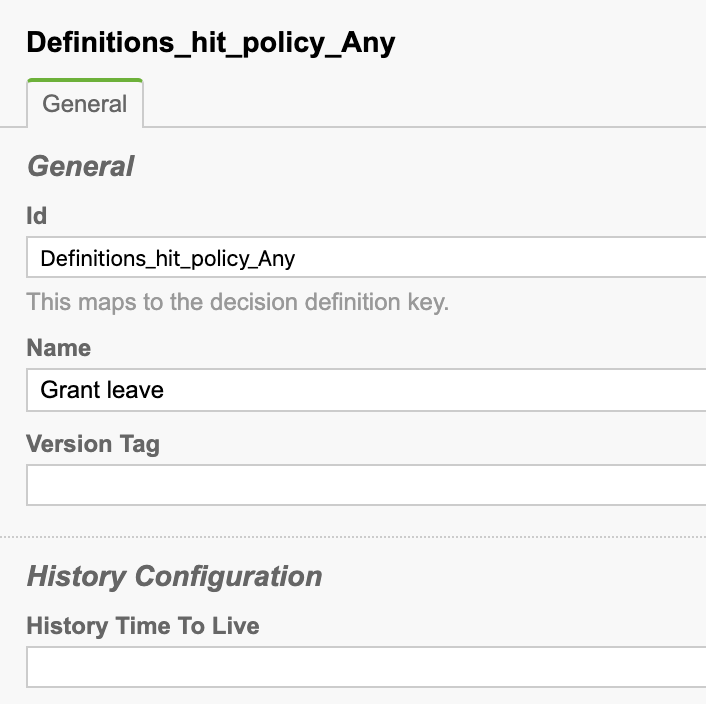 Definitions_hit_policy_Any
General
General
Id
Definitions_hit_policy_Any
This maps to the decision definition key.
Name
Grant leave
Version Tag
History Configuration
History Time To Live